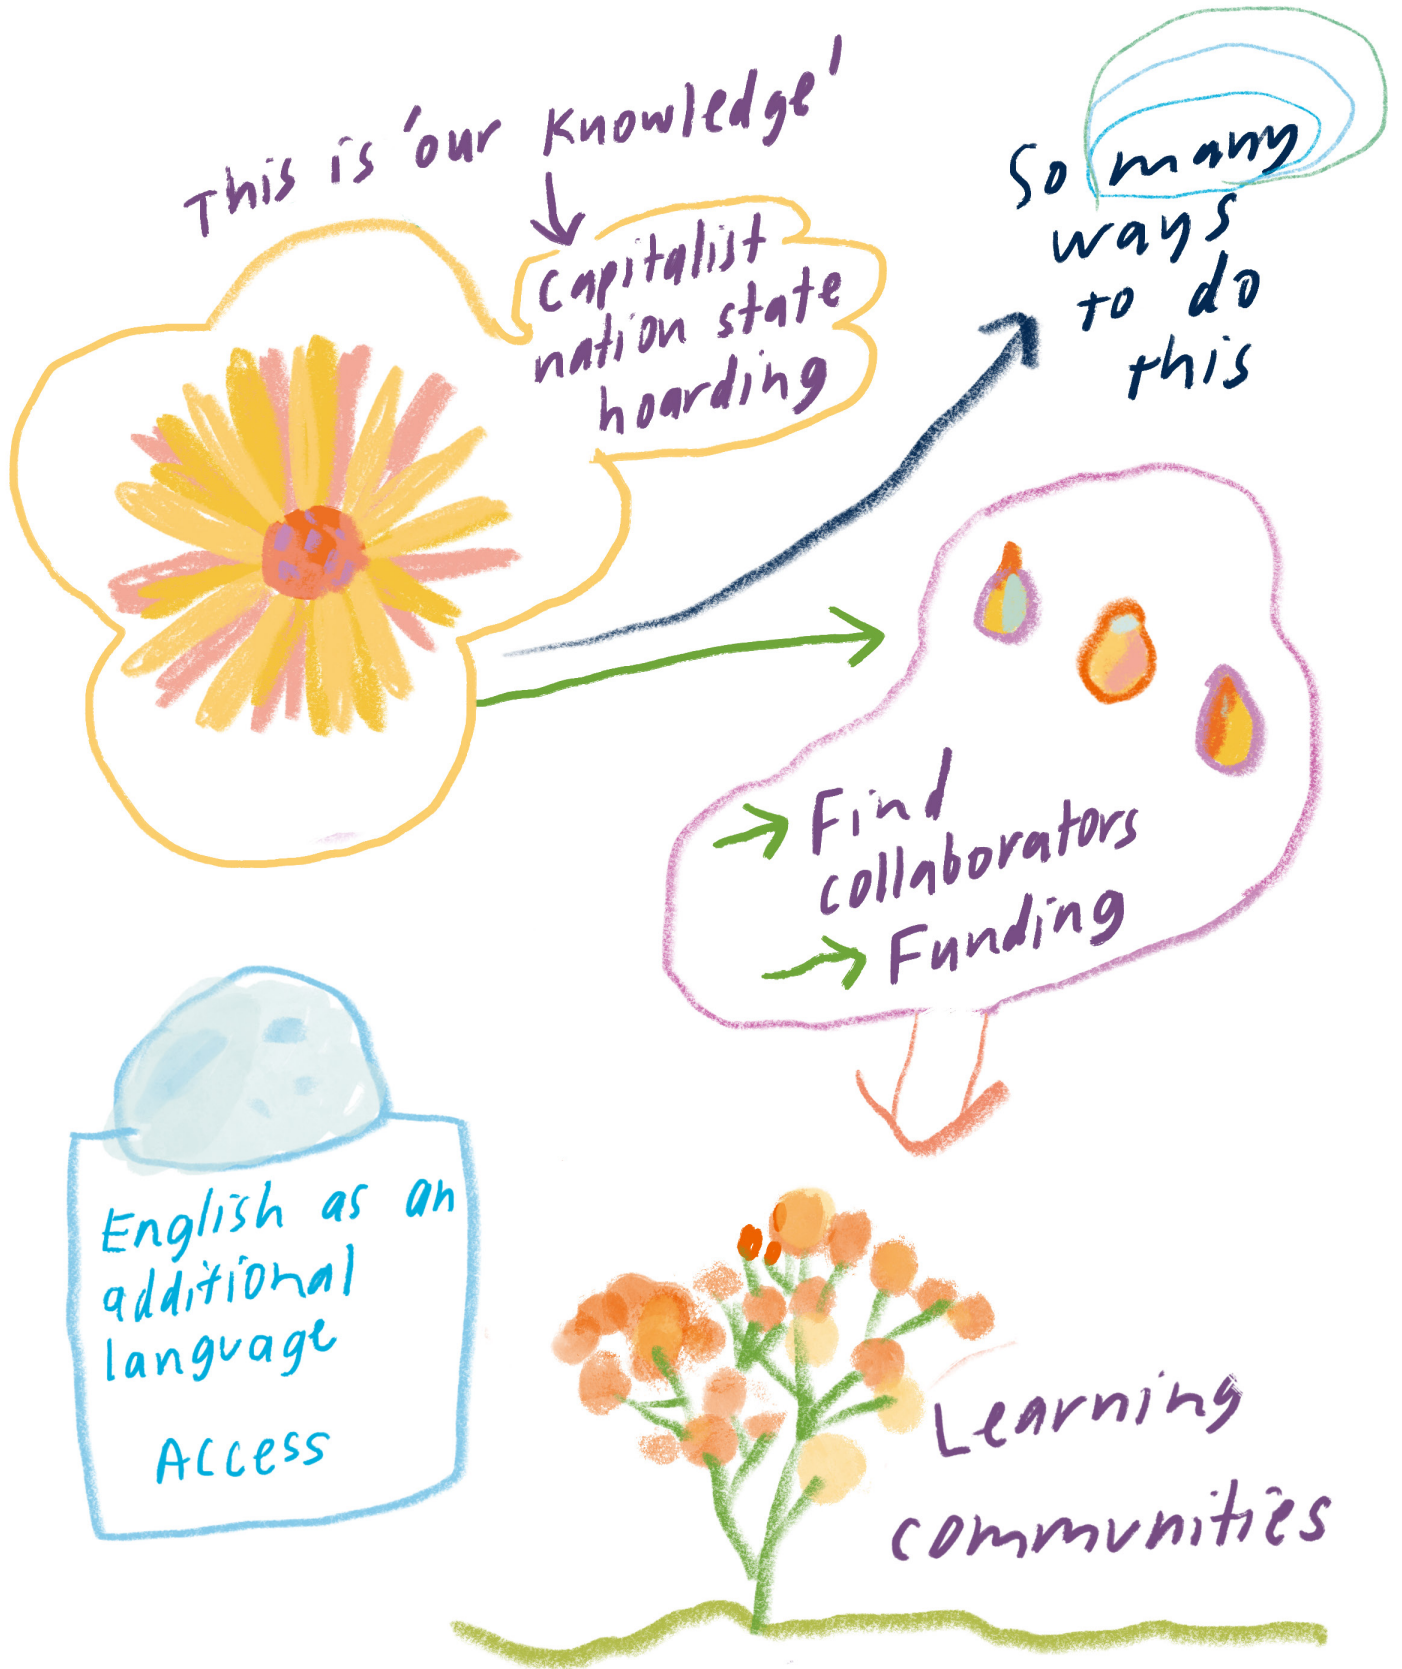 This is 'our Knowledge'
Capitalist
nation state
hoarding
So many
ways
to do
this
Find
collaborators
Funding
English as an
additional
language
Access
Learning
communities